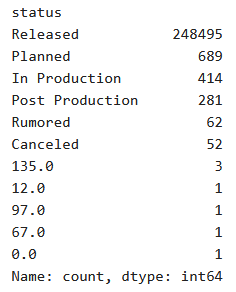 status
Released 248495
Planned 689
In Production 414
Post Production 281
Rumored 62
Canceled 52
135.0 3
12.0 1
97.0 1
67.0 1
0.0 1
Name: count, dtype: int64